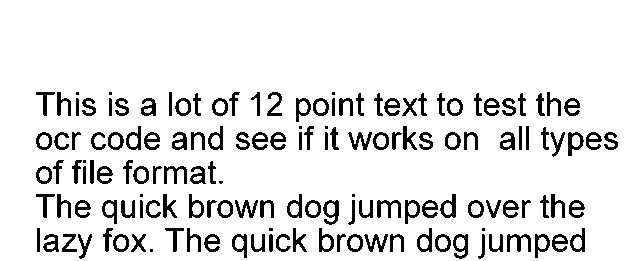 This is a lot of 12 point text to test the
ocr code and see if it works on  all types
of file format.
The quick brown dog jumped over the
lazy fox. The quick brown dog jumped